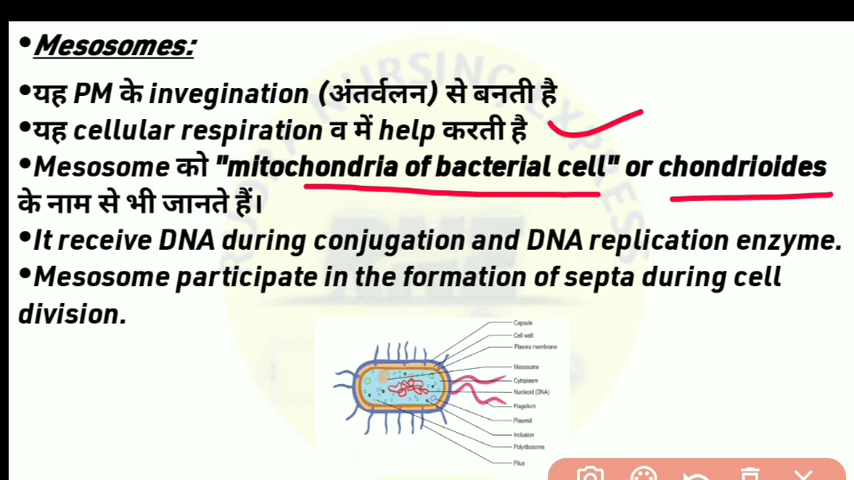 •Mesosomes:
•यह PM के invegination (अंतर्वलन) से बनती है
•यह cellular respiration व में help करती है
•Mesosome को "mitochondria of bacterial cell" or chondrioides
के नाम से भी जानते हैं।
•It receive DNA during conjugation and DNA replication enzyme.
•Mesosome participate in the formation of septa during cell
division.
Capsule
Cell wall
Plasma membrane
Mesosome
Cytoplasm
Nucleoid (DNA)
Flagellum
Plasmid
Inclusion
Polyribosome
Pilus